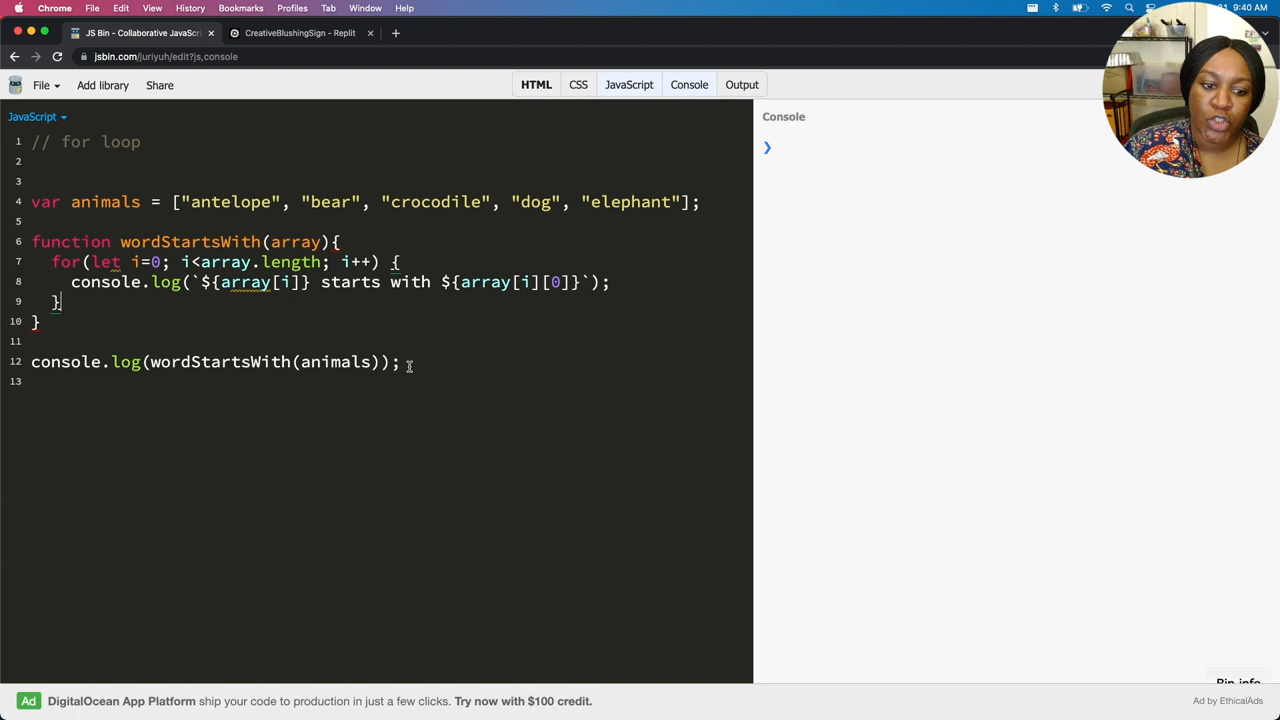 Chrome File Edit View History Bookmarks Profiles Tab Window Help
9:40 AM
JS Bin - Collaborative JavaScri
CreativeBlushingSign - Replit
jsbin.com/juriyuh/edit?js,console
File Add library Share HTML CSS JavaScript Console Output
JavaScript
Console
1 // for loop
2
3
4 var animals = ["antelope", "bear", "crocodile", "dog", "elephant"];
5
6 function wordStartsWith(array){
7 for(let i=0; i<array.length; i++) {
8 console.log(`${array[i]} starts with ${array[i][0]}`);
9 }
10 }
11
12 console.log(wordStartsWith(animals));
13
Bin info
Ad DigitalOcean App Platform ship your code to production in just a few clicks. Try now with $100 credit.
Ad by EthicalAds